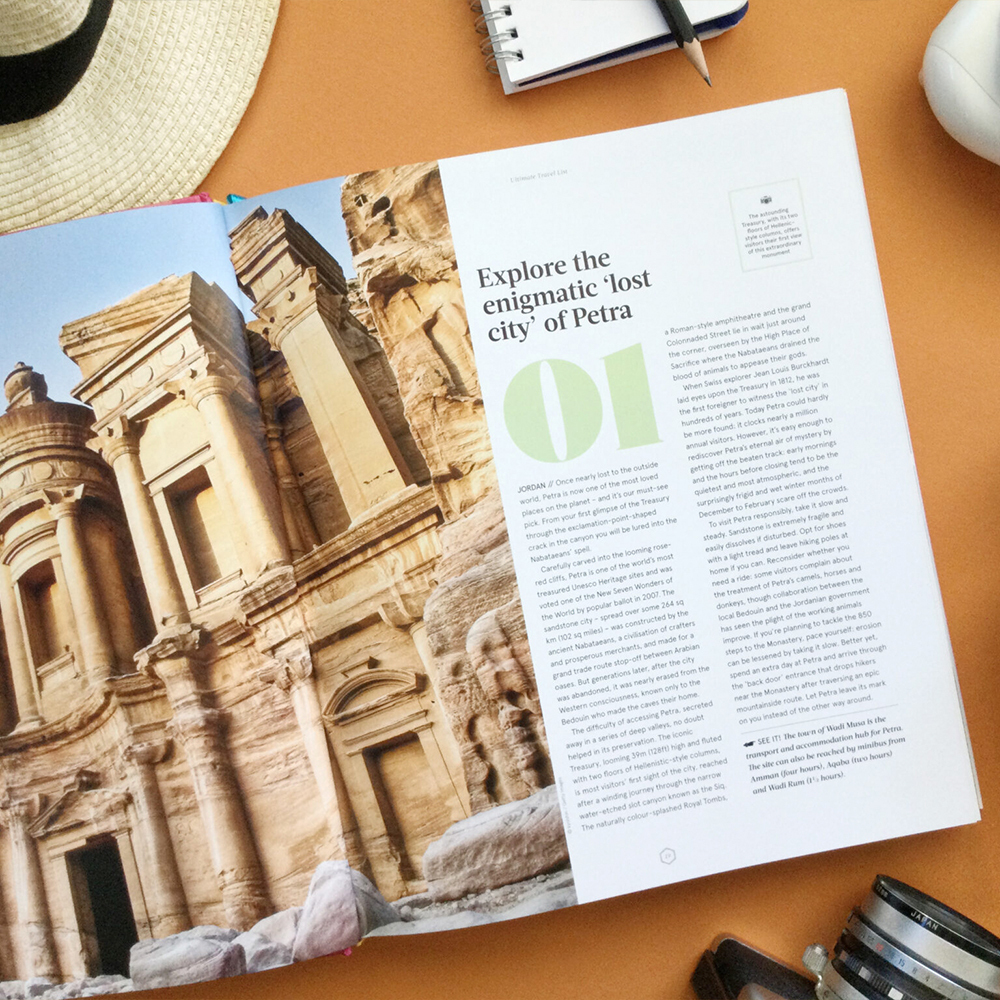 Ultimate Travel List
The astounding
Treasury, with its two
floors of Hellenic-
style columns, offers
visitors their first view
of this extraordinary
monument
Explore the
enigmatic ‘lost
city’ of Petra
01
JORDAN // Once nearly lost to the outside
world, Petra is now one of the most loved
places on the planet – and it's our must-see
pick. From your first glimpse of the Treasury
through the exclamation-point-shaped
crack in the canyon you will be lured into the
Nabataeans' spell.
Carefully carved into the looming rose-
red cliffs, Petra is one of the world's most
treasured Unesco Heritage sites and was
voted one of the New Seven Wonders of
the World by popular ballot in 2007. The
sandstone city – spread over some 264 sq
km (102 sq miles) – was constructed by the
ancient Nabataeans, a civilisation of crafters
and prosperous merchants, and made for a
grand trade route stop-off between Arabian
oases. But generations later, after the city
was abandoned, it was nearly erased from the
Western consciousness, known only to the
Bedouin who made the caves their home.
The difficulty of accessing Petra, secreted
away in a series of deep valleys, no doubt
helped in its preservation. The iconic
Treasury, looming 39m (128ft) high and fluted
with two floors of Hellenistic-style columns,
is most visitors' first sight of the city, reached
after a winding journey through the narrow
water-etched slot canyon known as the Siq.
The naturally colour-splashed Royal Tombs,
a Roman-style amphitheatre and the grand
Colonnaded Street lie in wait just around
the corner, overseen by the High Place of
Sacrifice where the Nabataeans drained the
blood of animals to appease their gods.
When Swiss explorer Jean Louis Burckhardt
laid eyes upon the Treasury in 1812, he was
the first foreigner to witness the 'lost city' in
hundreds of years. Today Petra could hardly
be more found: it clocks nearly a million
annual visitors. However, it's easy enough to
rediscover Petra's eternal air of mystery by
getting off the beaten track: early mornings
and the hours before closing tend to be the
quietest and most atmospheric, and the
surprisingly frigid and wet winter months of
December to February scare off the crowds.
To visit Petra responsibly, take it slow and
steady. Sandstone is extremely fragile and
easily dissolves if disturbed. Opt for shoes
with a light tread and leave hiking poles at
home if you can. Reconsider whether you
need a ride: some visitors complain about
the treatment of Petra's camels, horses and
donkeys, though collaboration between the
local Bedouin and the Jordanian government
has seen the plight of the working animals
improve. If you're planning to tackle the 850
steps to the Monastery, pace yourself: erosion
can be lessened by taking it slow. Better yet,
spend an extra day at Petra and arrive through
the 'back door' entrance that drops hikers
near the Monastery after traversing an epic
mountainside route. Let Petra leave its mark
on you instead of the other way around.
SEE IT! The town of Wadi Musa is the
transport and accommodation hub for Petra.
The site can also be reached by minibus from
Amman (four hours), Aqaba (two hours)
and Wadi Rum (1½ hours).
JAPAN